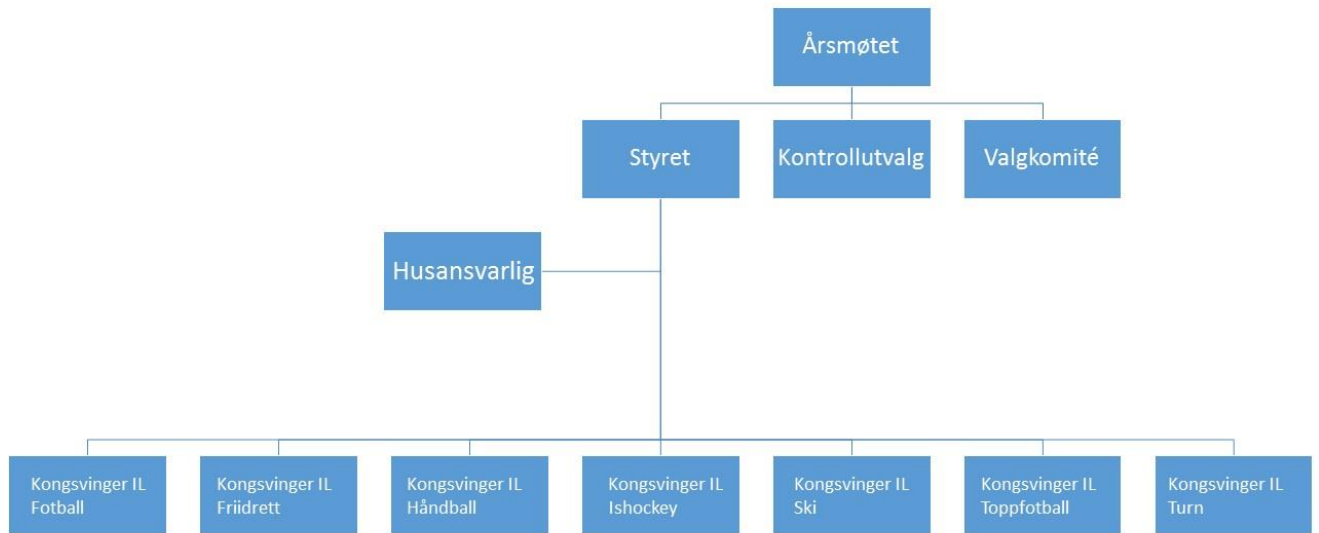 Årsmøtet
Styret
Kontrollutvalg
Valgkomité
Husansvarlig
Kongsvinger IL
Fotball
Kongsvinger IL
Friidrett
Kongsvinger IL
Håndball
Kongsvinger IL
Ishockey
Kongsvinger IL
Ski
Kongsvinger IL
Toppfotball
Kongsvinger IL
Turn